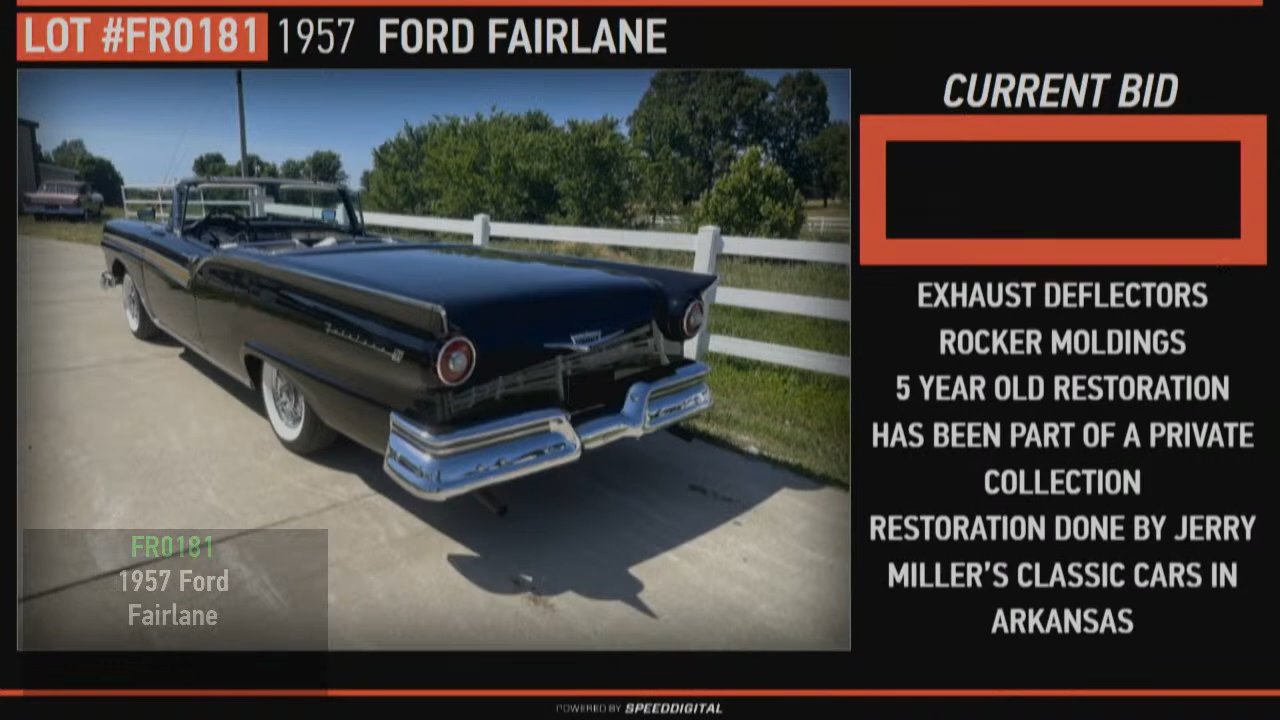 LOT #FR0181 1957 FORD FAIRLANE
CURRENT BID
EXHAUST DEFLECTORS
ROCKER MOLDINGS
5 YEAR OLD RESTORATION
HAS BEEN PART OF A PRIVATE
COLLECTION
RESTORATION DONE BY JERRY
MILLER'S CLASSIC CARS IN
ARKANSAS
Fairlane
FR0181
1957 Ford
Fairlane
POWERED BY SPEEDDIGITAL